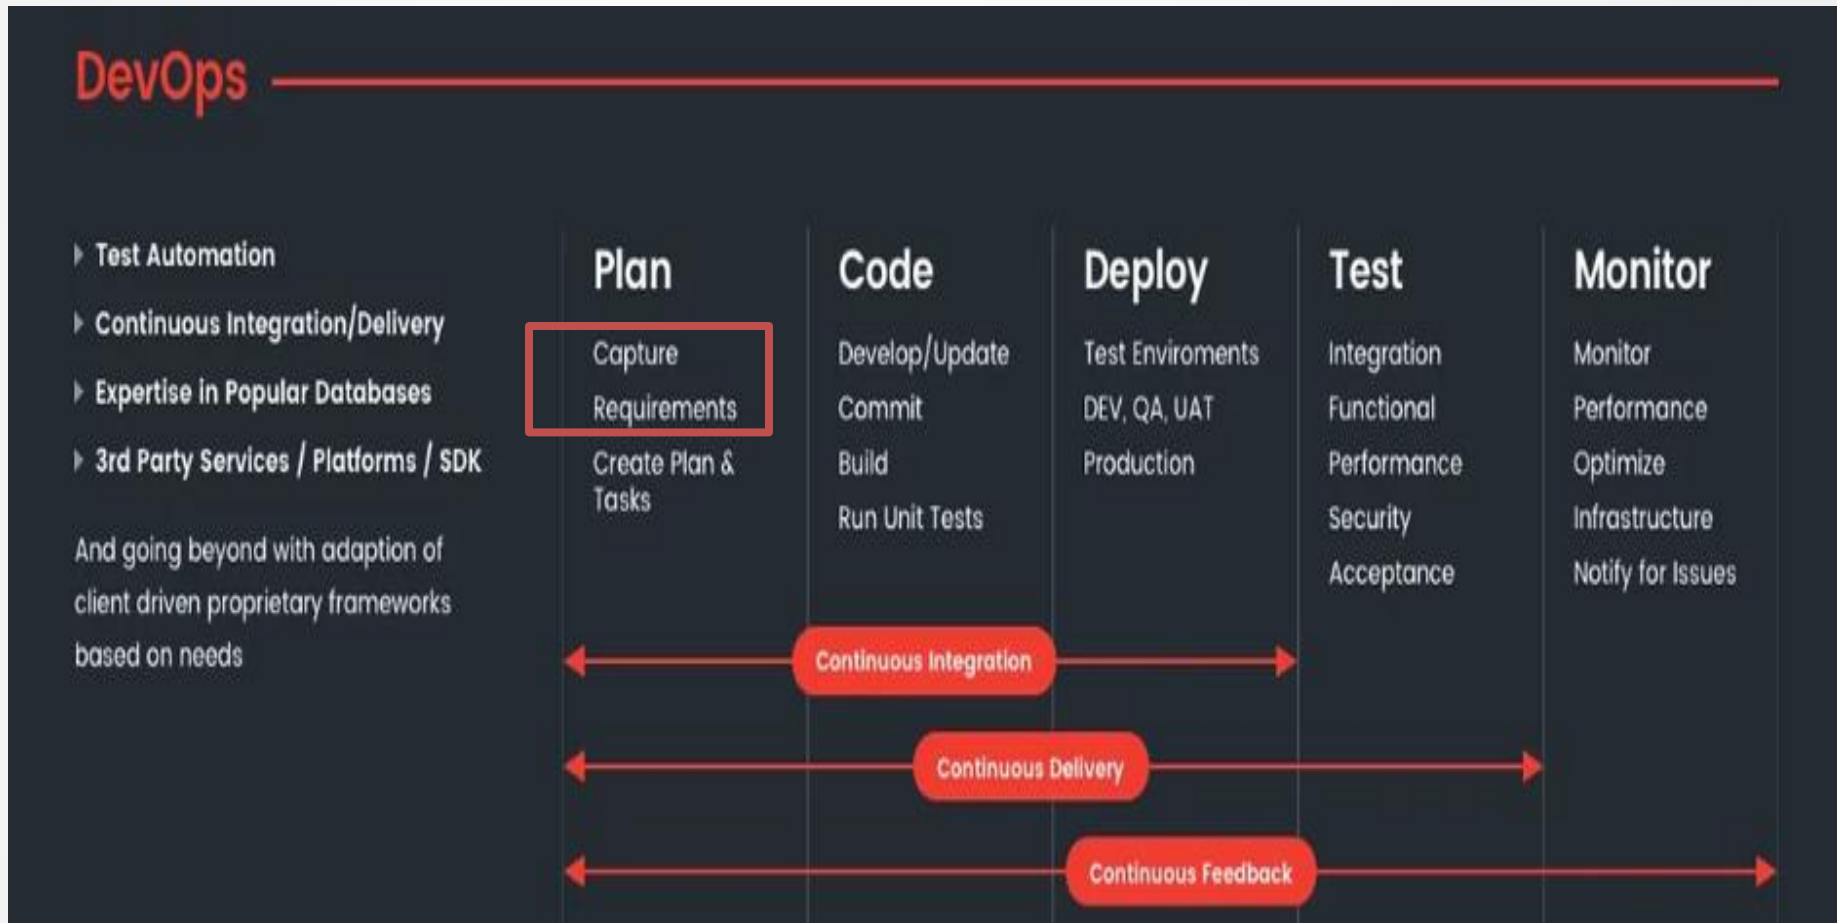 DevOps
Test Automation
Continuous Integration/Delivery
Expertise in Popular Databases
3rd Party Services / Platforms / SDK
And going beyond with adaption of
client driven proprietary frameworks
based on needs
Plan
Capture
Requirements
Create Plan &
Tasks
Code
Develop/Update
Commit
Build
Run Unit Tests
Deploy
Test Enviroments
DEV, QA, UAT
Production
Test
Integration
Functional
Performance
Security
Acceptance
Monitor
Monitor
Performance
Optimize
Infrastructure
Notify for Issues
Continuous Integration
Continuous Delivery
Continuous Feedback